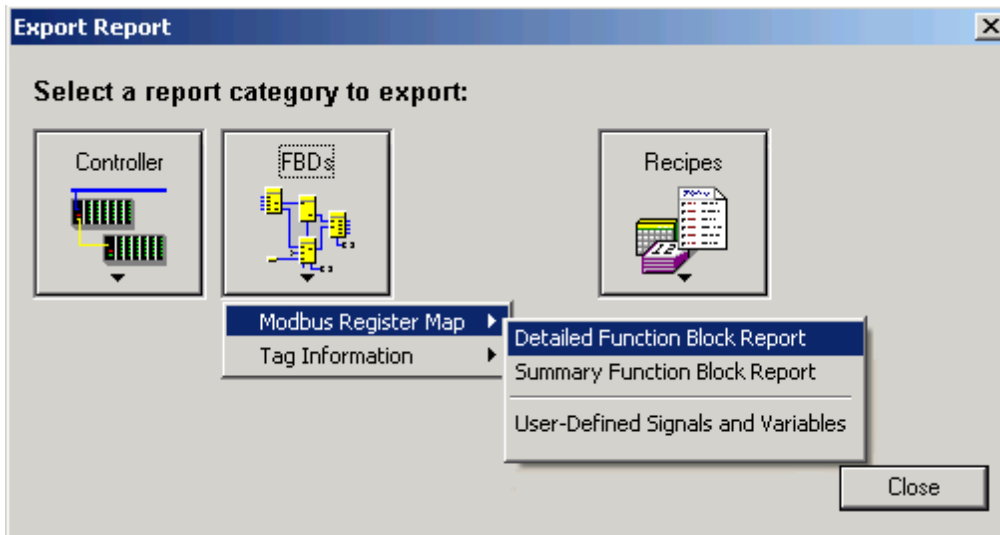 Export Report
Select a report category to export:
Controller
FBDs
Recipes
Modbus Register Map
Tag Information
Detailed Function Block Report
Summary Function Block Report
User-Defined Signals and Variables
Close